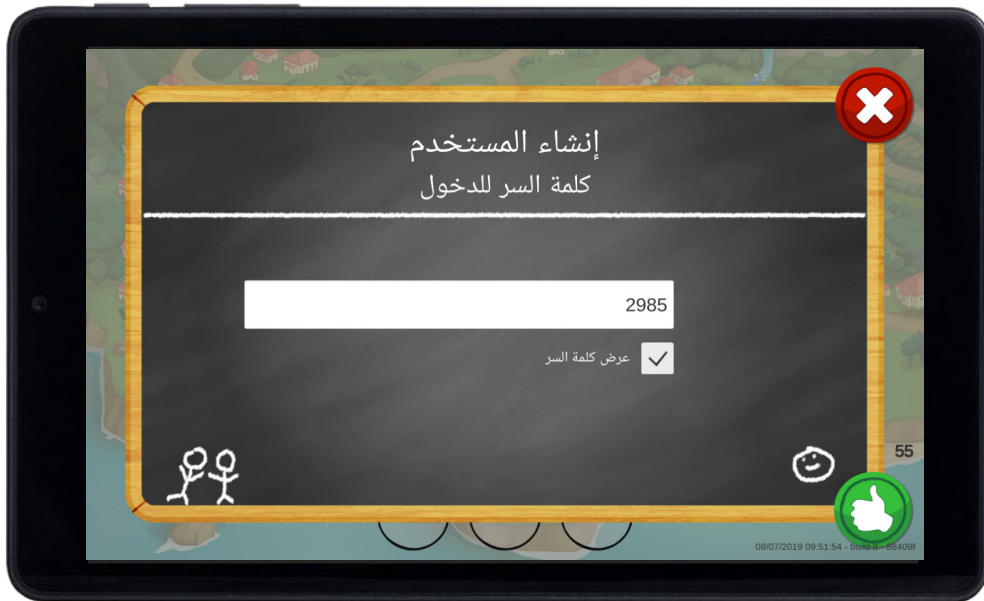 إنشاء المستخدم
كلمة السر للدخول
2985
عرض كلمة السر
55
08/07/2019 09:51:54 - build 8 - 88409f